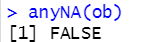 > anyNA(ob)
[1] FALSE